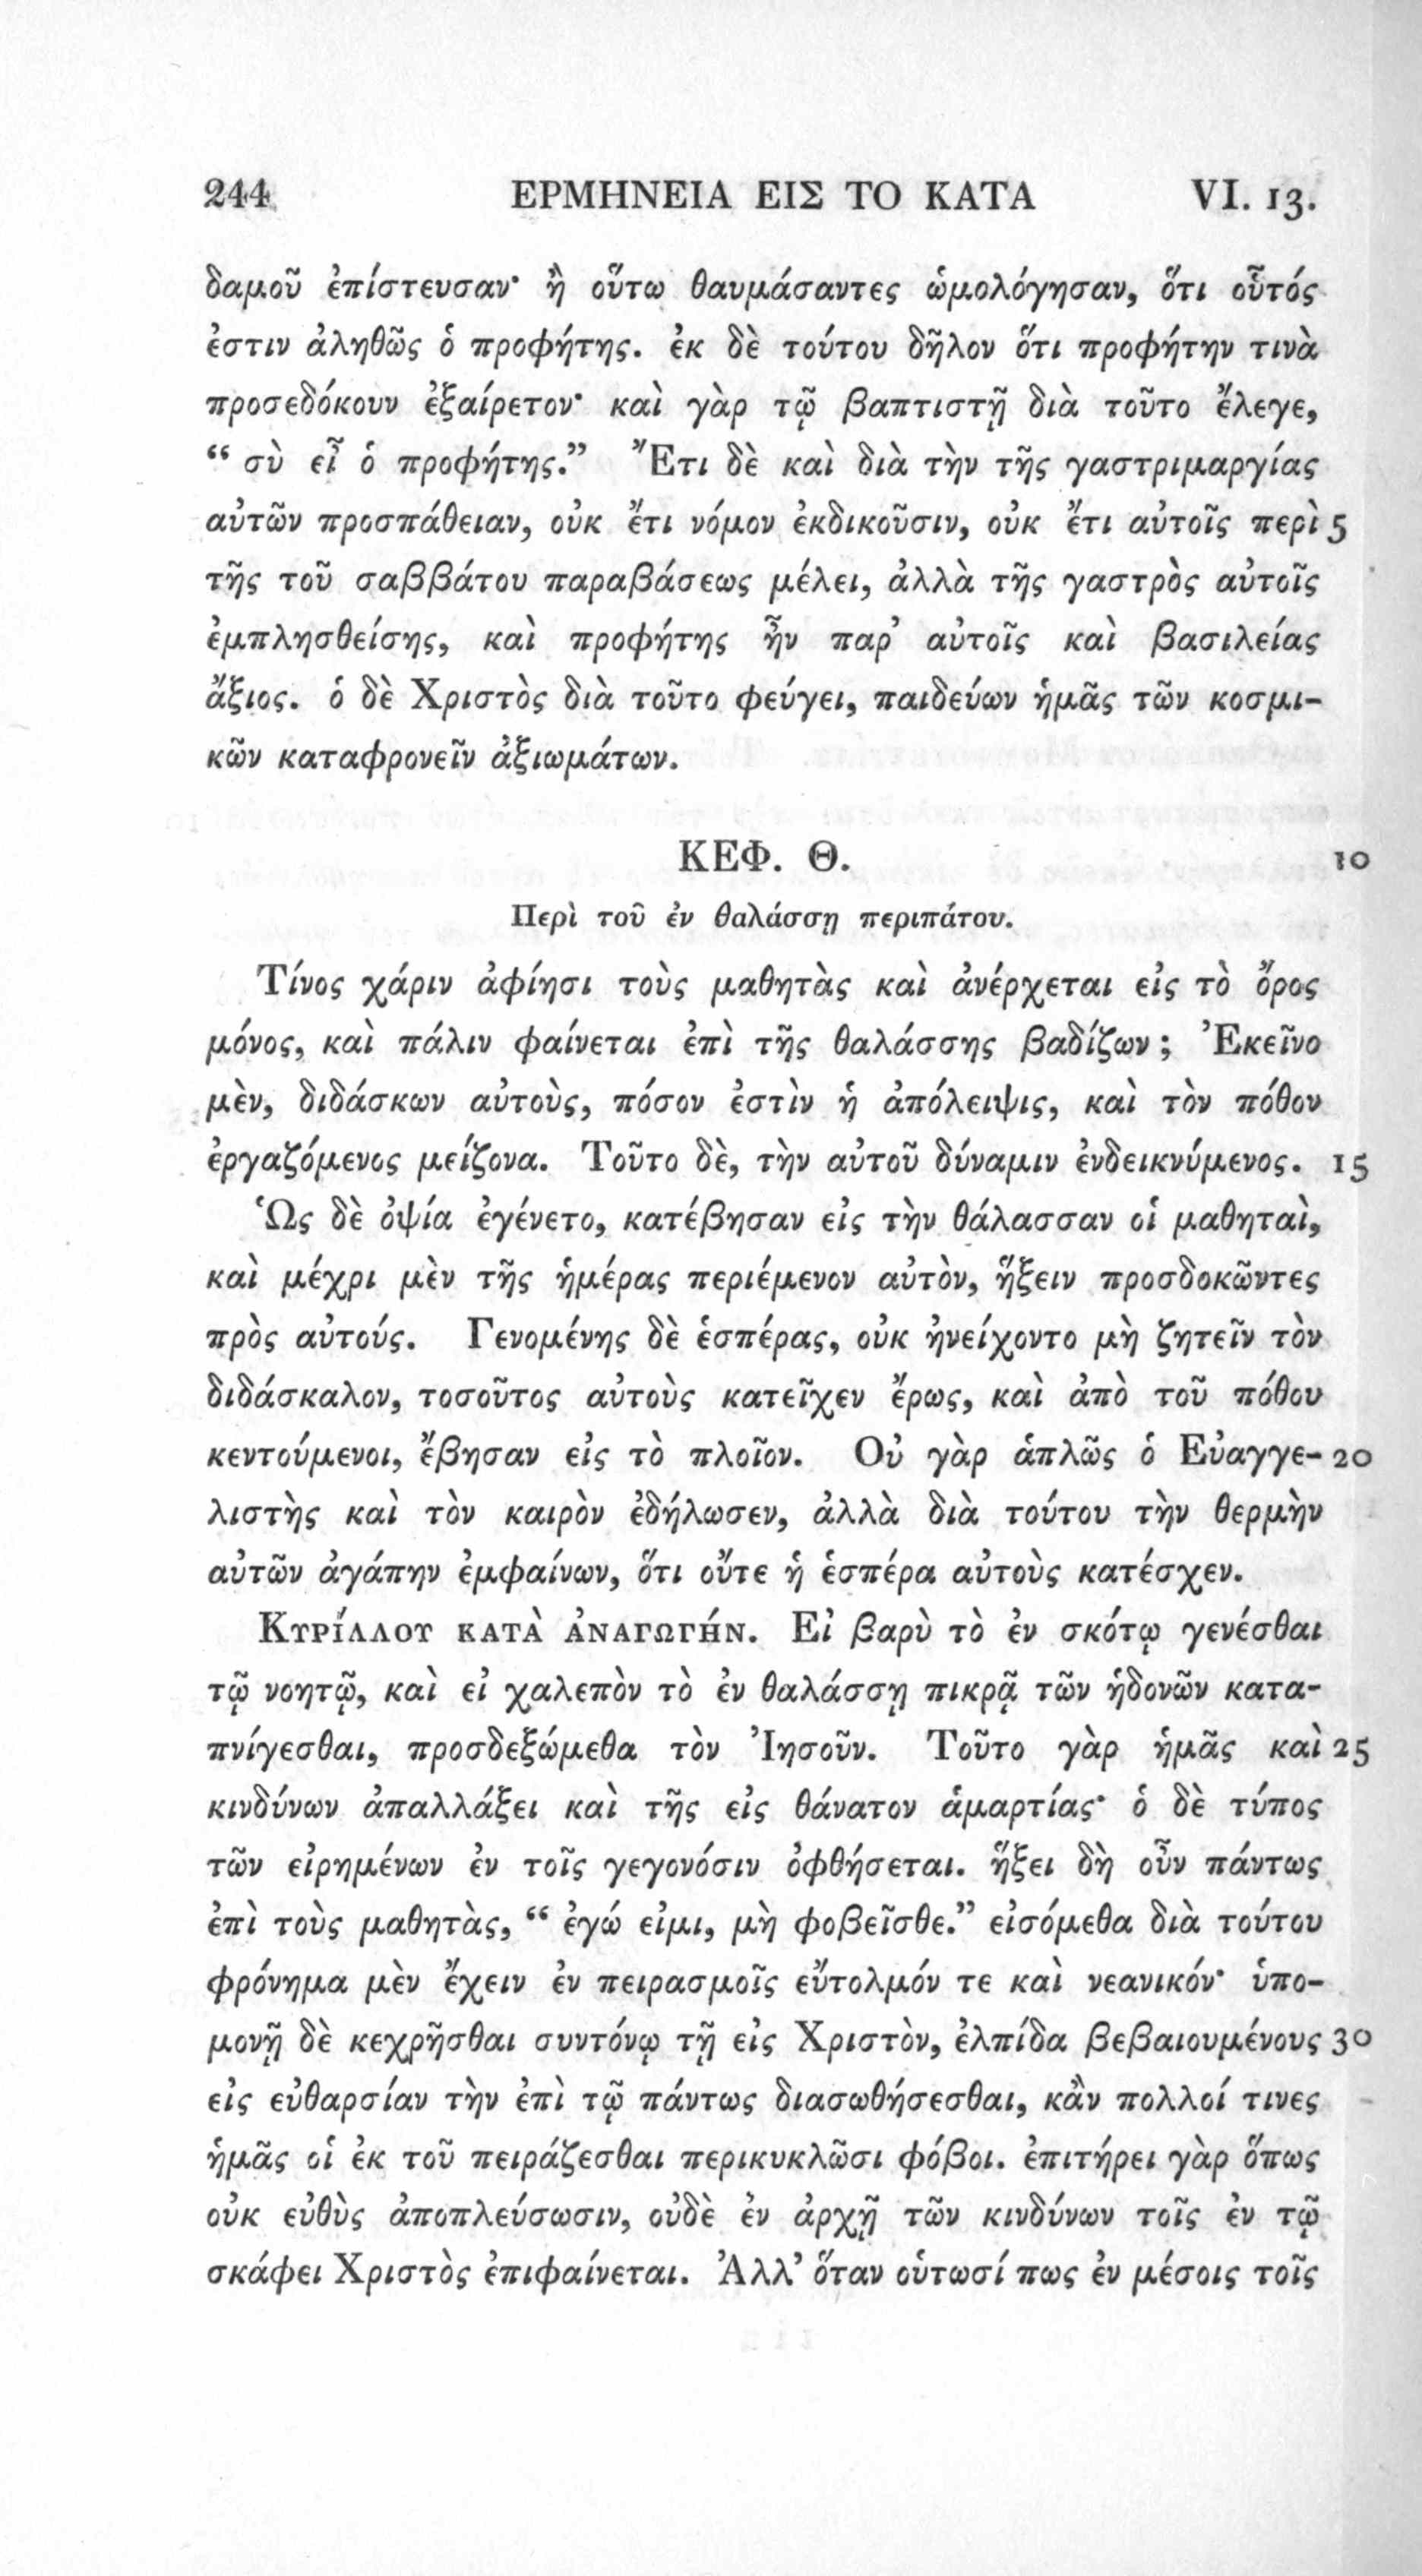 244 ΕΡΜΗΝΕΙΑ ΕΙΣ ΤΟ ΚΑΤΑ VI. 13.
δαμοῦ ἐπίστευσαν· ἢ οὕτω θαυμάσαντες ὡμολόγησαν, ὅτι οὗτός
ἐστιν ἀληθῶς ὁ προφήτης. ἐκ δὲ τούτου δῆλον ὅτι προφήτην τινὰ
προσεδόκουν ἐξαίρετον· καὶ γὰρ τῷ βαπτιστῇ διὰ τοῦτο ἔλεγε,
“ σὺ εἶ ὁ προφήτης.” Ἔτι δὲ καὶ διὰ τὴν τῆς γαστριμαργίας
αὐτῶν προσπάθειαν, οὐκ ἔτι νόμον ἐκδικοῦσιν, οὐκ ἔτι αὐτοῖς περὶ 5
τῆς τοῦ σαββάτου παραβάσεως μέλει, ἀλλὰ τῆς γαστρὸς αὐτοῖς
ἐμπλησθείσης, καὶ προφήτης ἦν παρ’ αὐτοῖς καὶ βασιλείας
ἄξιος. ὁ δὲ Χριστὸς διὰ τοῦτο φεύγει, παιδεύων ἡμᾶς τῶν κοσμι-
κῶν καταφρονεῖν ἀξιωμάτων.
ΚΕΦ. Θ. 10
Περὶ τοῦ ἐν θαλάσσῃ περιπάτου.
Τίνος χάριν ἀφίησι τοὺς μαθητὰς καὶ ἀνέρχεται εἰς τὸ ὄρος
μόνος, καὶ πάλιν φαίνεται ἐπὶ τῆς θαλάσσης βαδίζων ; Ἐκεῖνο
μὲν, διδάσκων αὐτοὺς, πόσον ἐστὶν ἡ ἀπόλειψις, καὶ τὸν πόθον
ἐργαζόμενος μείζονα. Τοῦτο δὲ, τὴν αὐτοῦ δύναμιν ἐνδεικνύμενος. 15
Ὡς δὲ ὀψία ἐγένετο, κατέβησαν εἰς τὴν θάλασσαν οἱ μαθηταὶ,
καὶ μέχρι μὲν τῆς ἡμέρας περιέμενον αὐτὸν, ἥξειν προσδοκῶντες
πρὸς αὐτούς. Γενομένης δὲ ἑσπέρας, οὐκ ἠνείχοντο μὴ ζητεῖν τὸν
διδάσκαλον, τοσοῦτος αὐτοὺς κατεῖχεν ἔρως, καὶ ἀπὸ τοῦ πόθου
κεντούμενοι, ἔβησαν εἰς τὸ πλοῖον. Οὐ γὰρ ἁπλῶς ὁ Εὐαγγε- 20
λιστὴς καὶ τὸν καιρὸν ἐδήλωσεν, ἀλλὰ διὰ τούτου τὴν θερμὴν
αὐτῶν ἀγάπην ἐμφαίνων, ὅτι οὔτε ἡ ἑσπέρα αὐτοὺς κατέσχεν.
Κυρίλλου κατὰ ἀναγωγήν. Εἰ βαρὺ τὸ ἐν σκότῳ γενέσθαι
τῷ νοητῷ, καὶ εἰ χαλεπὸν τὸ ἐν θαλάσσῃ πικρᾷ τῶν ἡδονῶν κατα-
πνίγεσθαι, προσδεξώμεθα τὸν Ἰησοῦν. Τοῦτο γὰρ ἡμᾶς καὶ 25
κινδύνων ἀπαλλάξει καὶ τῆς εἰς θάνατον ἁμαρτίας· ὁ δὲ τύπος
τῶν εἰρημένων ἐν τοῖς γεγονόσιν ὀφθήσεται. ἥξει δὴ οὖν πάντως
ἐπὶ τοὺς μαθητὰς, “ ἐγώ εἰμι, μὴ φοβεῖσθε.” εἰσόμεθα διὰ τούτου
φρόνημα μὲν ἔχειν ἐν πειρασμοῖς εὔτολμόν τε καὶ νεανικόν· ὑπο-
μονῇ δὲ κεχρῆσθαι συντόνῳ τῇ εἰς Χριστὸν, ἐλπίδα βεβαιουμένους 30
εἰς εὐθαρσίαν τὴν ἐπὶ τῷ πάντως διασωθήσεσθαι, κἂν πολλοί τινες
ἡμᾶς οἱ ἐκ τοῦ πειράζεσθαι περικυκλῶσι φόβοι. ἐπιτήρει γὰρ ὅπως
οὐκ εὐθὺς ἀποπλεύσωσιν, οὐδὲ ἐν ἀρχῇ τῶν κινδύνων τοῖς ἐν τῷ
σκάφει Χριστὸς ἐπιφαίνεται. Ἀλλ’ ὅταν οὑτωσί πως ἐν μέσοις τοῖς